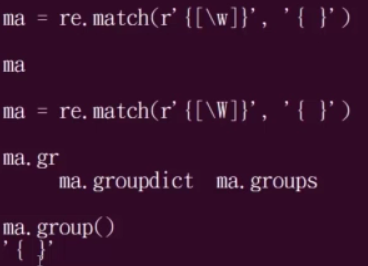 ma = re.match(r'{[\w]}', '{ }')
ma
ma = re.match(r'{[\W]}', '{ }')
ma.gr
ma.groupdict ma.groups
ma.group()
'{ }'